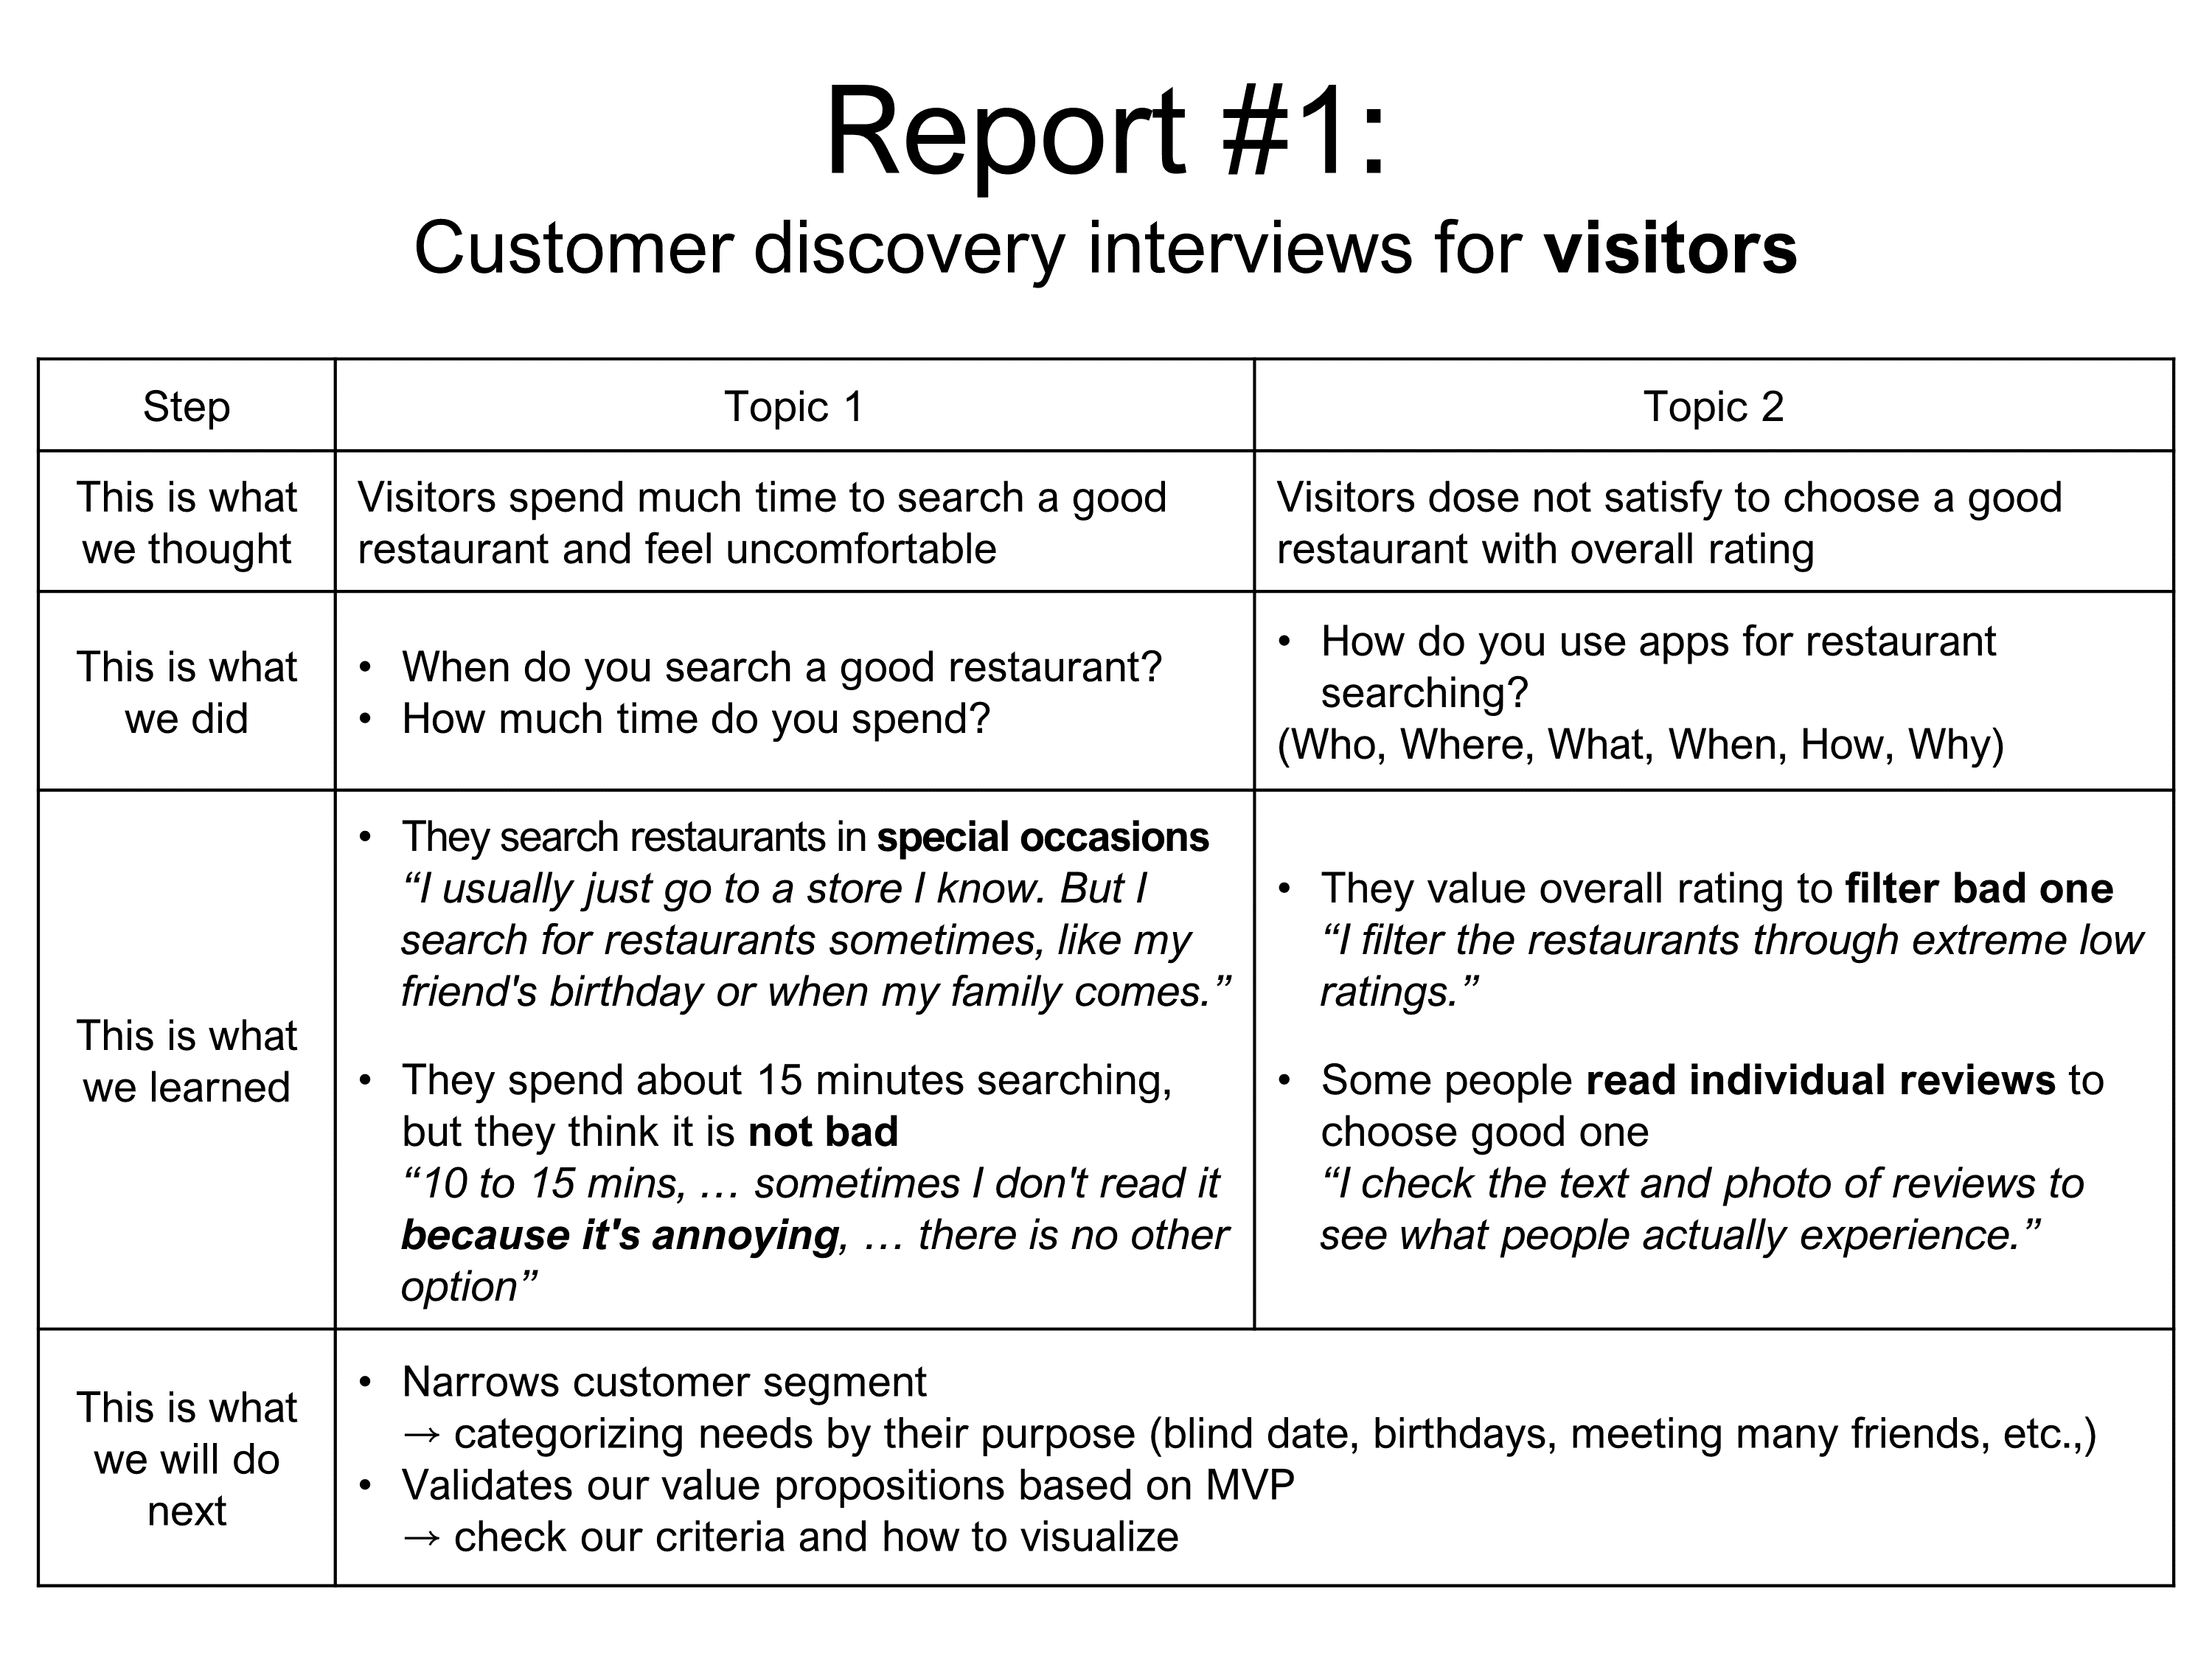 Report #1:
Customer discovery interviews for visitors
Step
Topic 1
Topic 2
This is what
we thought
Visitors spend much time to search a good
restaurant and feel uncomfortable
Visitors dose not satisfy to choose a good
restaurant with overall rating
This is what
we did
• When do you search a good restaurant?
• How much time do you spend?
• How do you use apps for restaurant
searching?
(Who, Where, What, When, How, Why)
This is what
we learned
• They search restaurants in special occasions
“I usually just go to a store I know. But I
search for restaurants sometimes, like my
friend's birthday or when my family comes.”
• They spend about 15 minutes searching,
but they think it is not bad
“10 to 15 mins, … sometimes I don't read it
because it's annoying, … there is no other
option”
• They value overall rating to filter bad one
“I filter the restaurants through extreme low
ratings.”
• Some people read individual reviews to
choose good one
“I check the text and photo of reviews to
see what people actually experience.”
This is what
we will do
next
• Narrows customer segment
→ categorizing needs by their purpose (blind date, birthdays, meeting many friends, etc.,)
• Validates our value propositions based on MVP
→ check our criteria and how to visualize